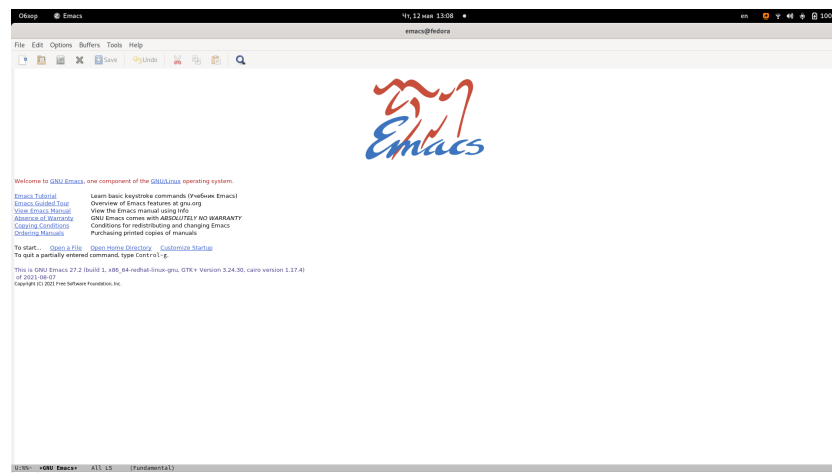 Обзор Emacs Чт, 12 мая 13:08 en 100
emacs@fedora
File Edit Options Buffers Tools Help
Save Undo
Emacs
Welcome to GNU Emacs, one component of the GNU/Linux operating system.
Emacs Tutorial Learn basic keystroke commands (Учебник Emacs)
Emacs Guided Tour Overview of Emacs features at gnu.org
View Emacs Manual View the Emacs manual using Info
Absence of Warranty GNU Emacs comes with ABSOLUTELY NO WARRANTY
Copying Conditions Conditions for redistributing and changing Emacs
Ordering Manuals Purchasing printed copies of manuals
To start... Open a File Open Home Directory Customize Startup
To quit a partially entered command, type Control-g.
This is GNU Emacs 27.2 (build 1, x86_64-redhat-linux-gnu, GTK+ Version 3.24.30, cairo version 1.17.4)
of 2021-08-07
Copyright (C) 2021 Free Software Foundation, Inc.
U:%%- *GNU Emacs* All L5 (Fundamental)